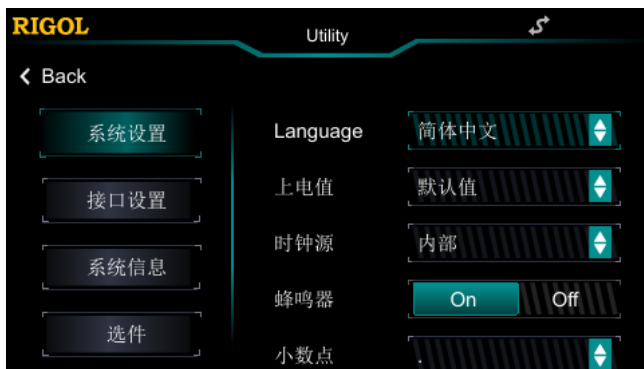 RIGOL
Utility
Back
系统设置
接口设置
系统信息
选件
Language 简体中文
上电值 默认值
时钟源 内部
蜂鸣器 On Off
小数点 .